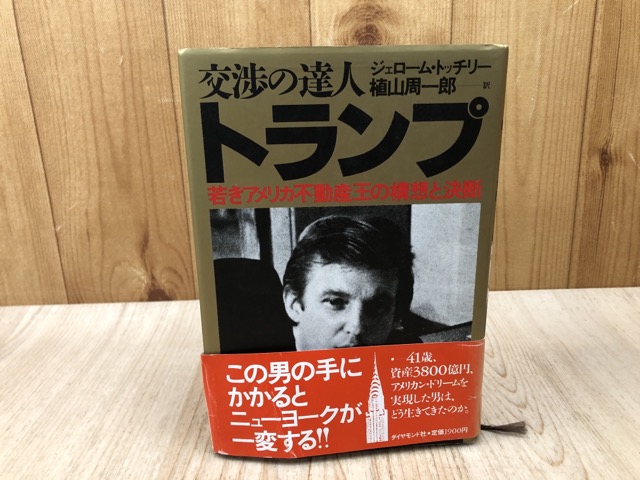 交渉の達人
ジェローム・トッチリー
植山周一郎 訳
トランプ
若きアメリカ不動産王の構想と決断
この男の手に
かかると
ニューヨークが
一変する!!
41歳、
資産3800億円、
アメリカン・ドリームを
実現した男は、
どう生きてきたのか。
ダイヤモンド社・定価1900円